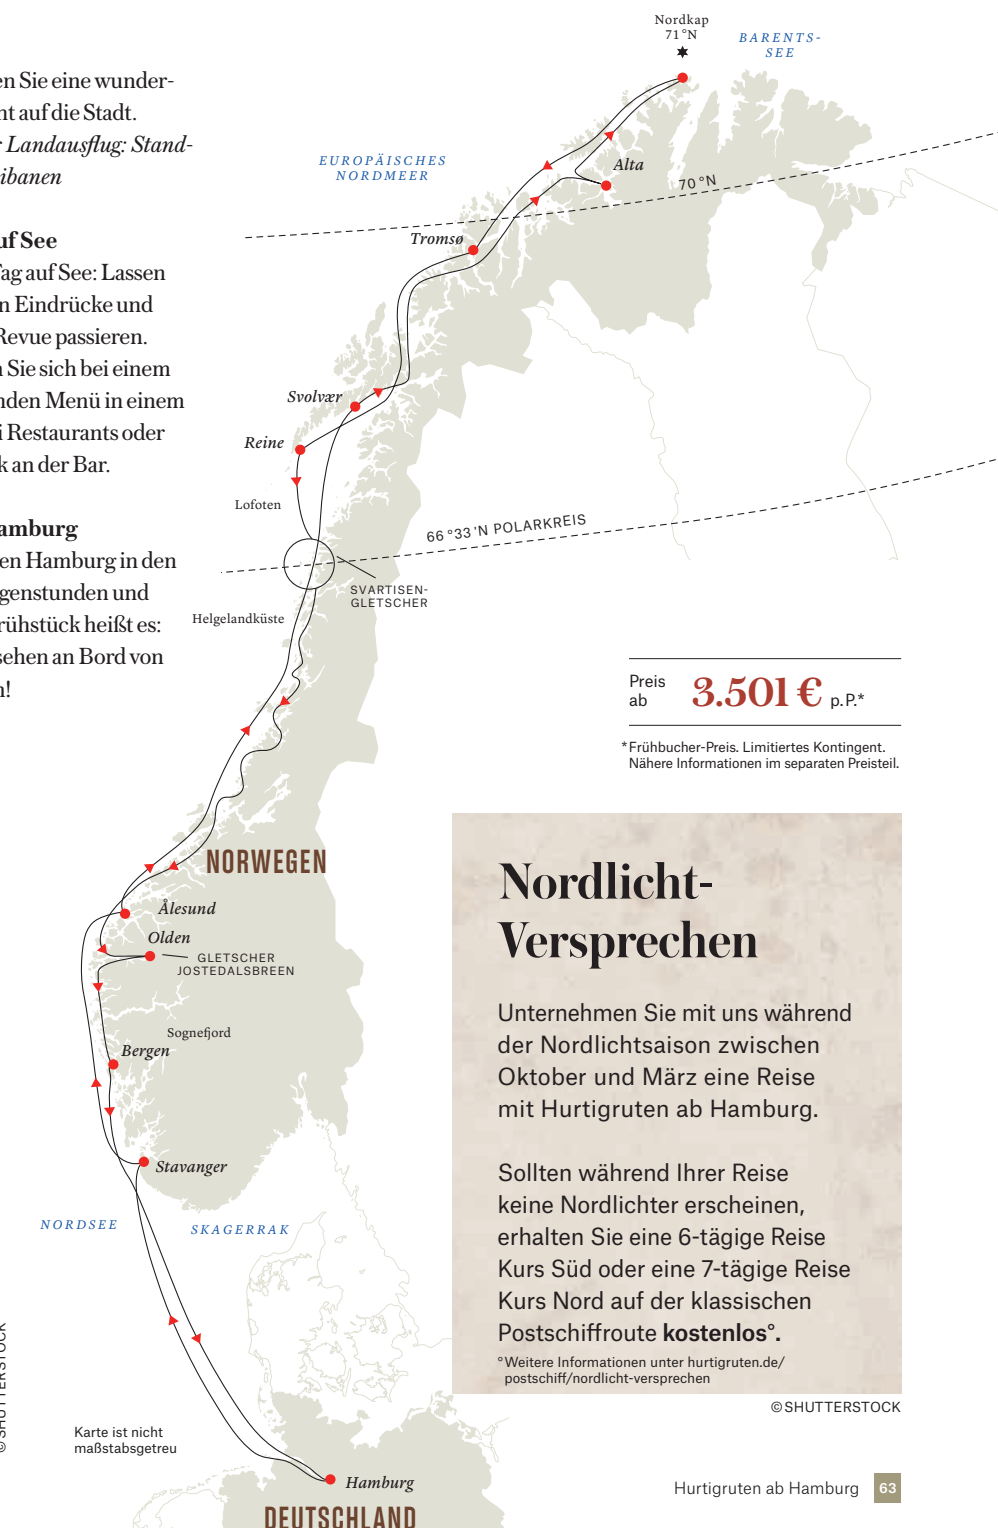 Nordkap
71°N
BARENTS-
SEE
en Sie eine wunder-
ht auf die Stadt.
Landausflug: Stand-
eibanen
uf See
Tag auf See: Lassen
n Eindrücke und
Revue passieren.
n Sie sich bei einem
nden Menü in einem
i Restaurants oder
k an der Bar.
amburg
en Hamburg in den
genstunden und
rühstück heißt es:
sehen an Bord von
n!
EUROPÄISCHES
NORDMEER
Alta
70°N
Tromsø
Svolvær
Reine
Lofoten
66°33'N POLARKREIS
SVARTISEN-
GLETSCHER
Helgelandküste
Preis
ab
3.501 € p.P.*
*Frühbucher-Preis. Limitiertes Kontingent.
Nähere Informationen im separaten Preisteil.
NORWEGEN
Ålesund
Olden
GLETSCHER
JOSTEDALSBREEN
Sognefjord
Bergen
Stavanger
NORDSEE
SKAGERRAK
Nordlicht-
Versprechen
Unternehmen Sie mit uns während
der Nordlichtsaison zwischen
Oktober und März eine Reise
mit Hurtigruten ab Hamburg.
Sollten während Ihrer Reise
keine Nordlichter erscheinen,
erhalten Sie eine 6-tägige Reise
Kurs Süd oder eine 7-tägige Reise
Kurs Nord auf der klassischen
Postschiffroute kostenlos°.
°Weitere Informationen unter hurtigruten.de/
postschiff/nordlicht-versprechen
©SHUTTERSTOCK
©SHUTTERSTOCK
Karte ist nicht
maßstabsgetreu
Hamburg
DEUTSCHLAND
Hurtigruten ab Hamburg 63